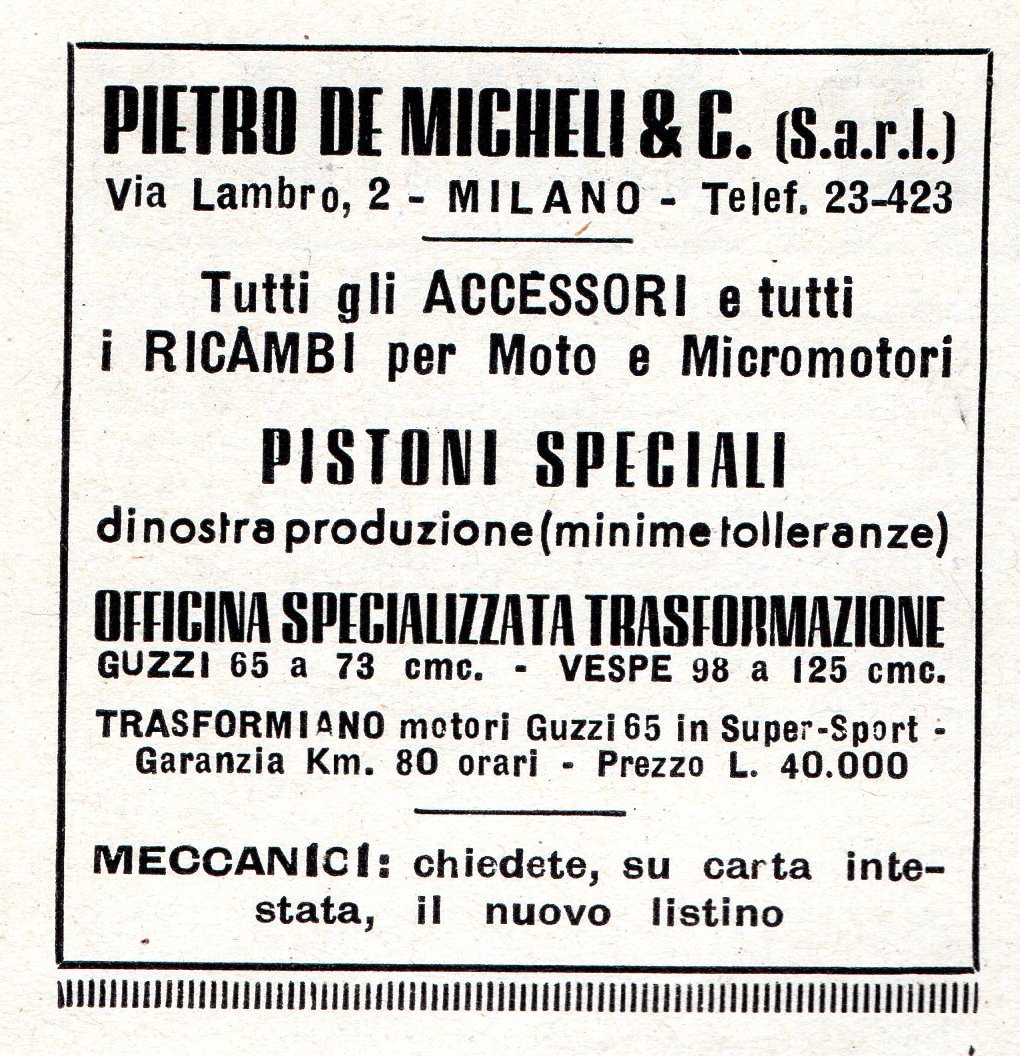 PIETRO DE MICHELI & C. (S.a.r.l.)
Via Lambro, 2 - MILANO - Telef. 23-423
Tutti gli ACCESSORI e tutti
i RICAMBI per Moto e Micromotori
PISTONI SPECIALI
di nostra produzione (minime tolleranze)
OFFICINA SPECIALIZZATA TRASFORMAZIONE
GUZZI 65 a 73 cmc. - VESPE 98 a 125 cmc.
TRASFORMIANO motori Guzzi 65 in Super-Sport -
Garanzia Km. 80 orari - Prezzo L. 40.000
MECCANICI: chiedete, su carta inte-
stata, il nuovo listino